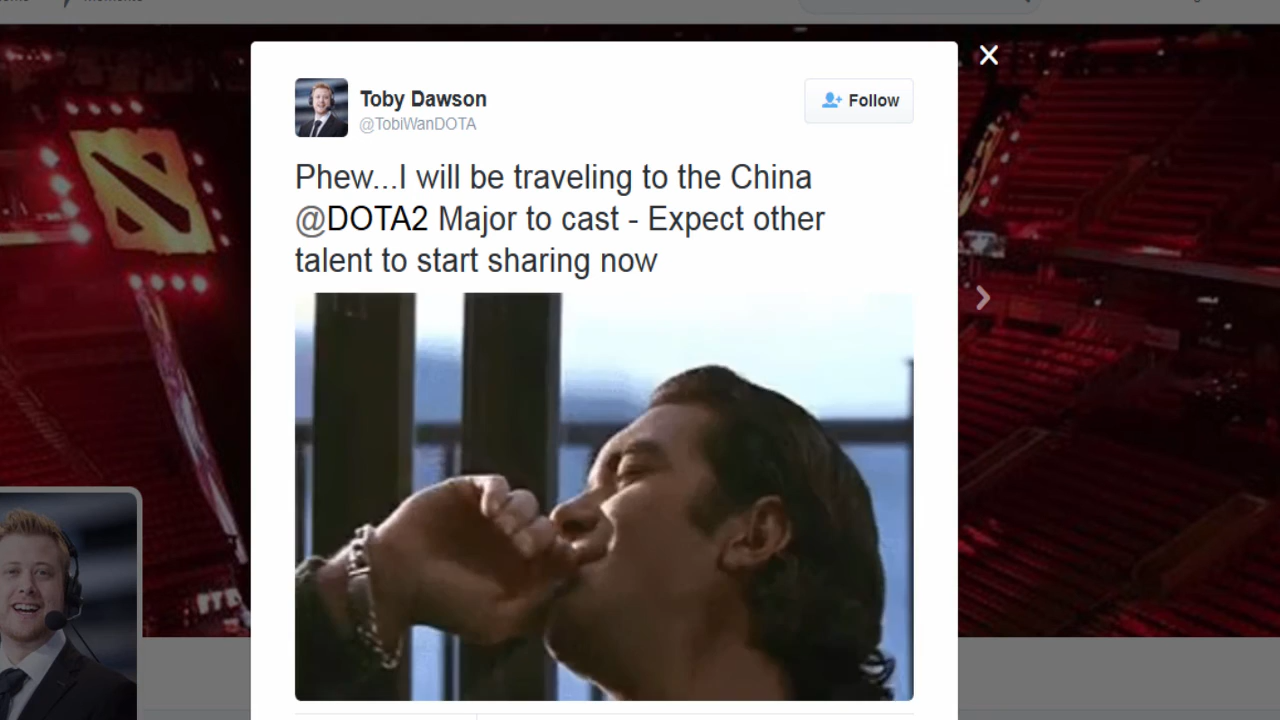 Toby Dawson
@TobiWanDOTA
Follow
Phew...I will be traveling to the China
@DOTA2 Major to cast - Expect other
talent to start sharing now